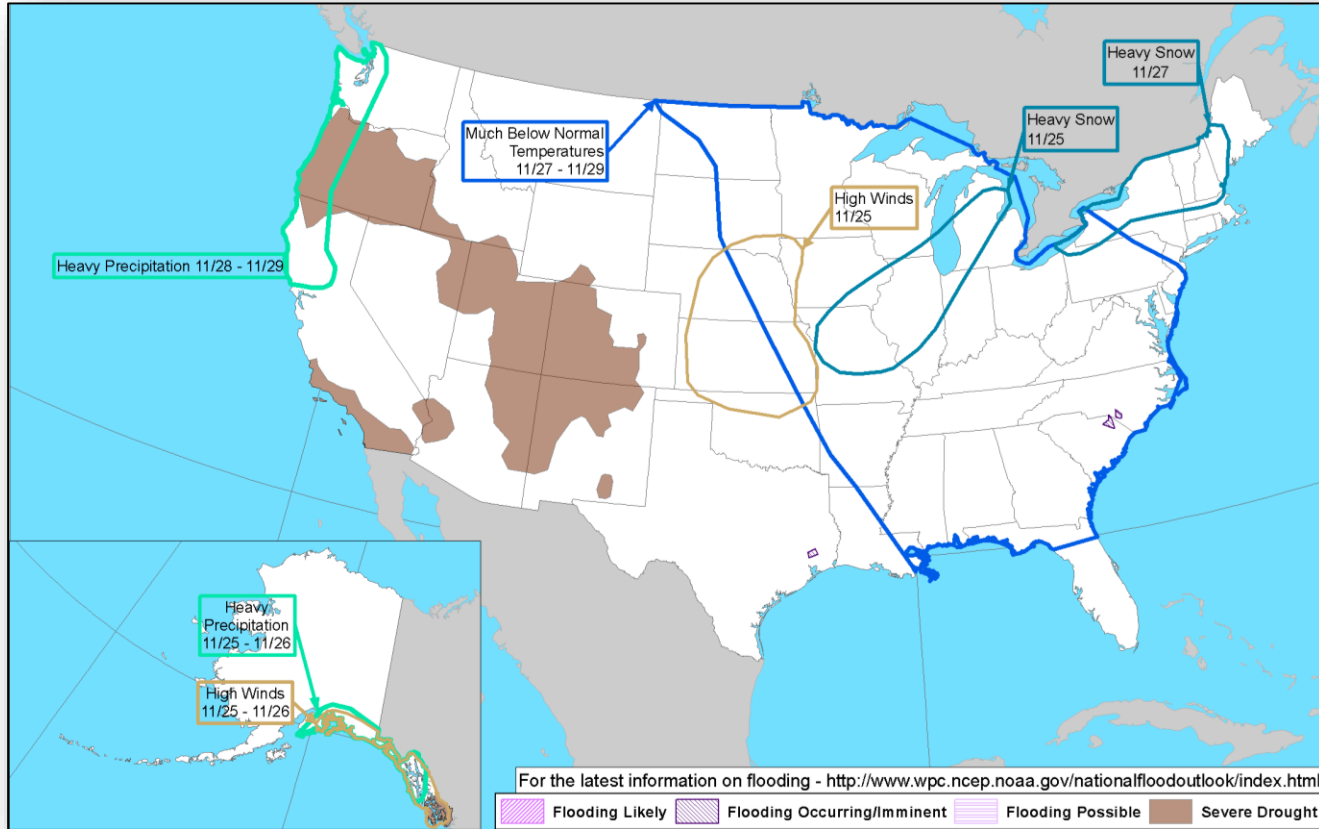 Heavy Snow
11/27
Heavy Snow
11/25
Much Below Normal
Temperatures
11/27 - 11/29
High Winds
11/25
Heavy Precipitation 11/28 - 11/29
Heavy
Precipitation
11/25 - 11/26
High Winds
11/25 - 11/26
For the latest information on flooding - http://www.wpc.ncep.noaa.gov/nationalfloodoutlook/index.html
Flooding Likely
Flooding Occurring/Imminent
Flooding Possible
Severe Drought